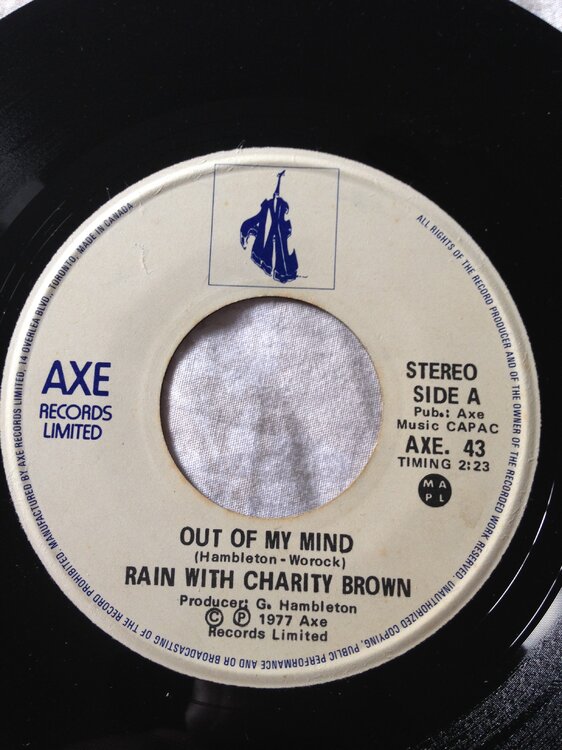 AXE
AXE
RECORDS
LIMITED
STEREO
SIDE A
Pub.: Axe
Music CAPAC
AXE. 43
TIMING 2:23
M A
P L
OUT OF MY MIND
(Hambleton - Worock)
RAIN WITH CHARITY BROWN
Producer: G. Hambleton
© Ⓟ 1977 Axe
Records Limited
MANUFACTURED BY AXE RECORDS LIMITED, 14 OVERLEA BLVD., TORONTO, MADE IN CANADA
ALL RIGHTS OF THE RECORD PRODUCER AND OF THE OWNER OF THE RECORDED WORK RESERVED. UNAUTHORIZED COPYING, PUBLIC PERFORMANCE AND OR BROADCASTING OF THE RECORD PROHIBITED.